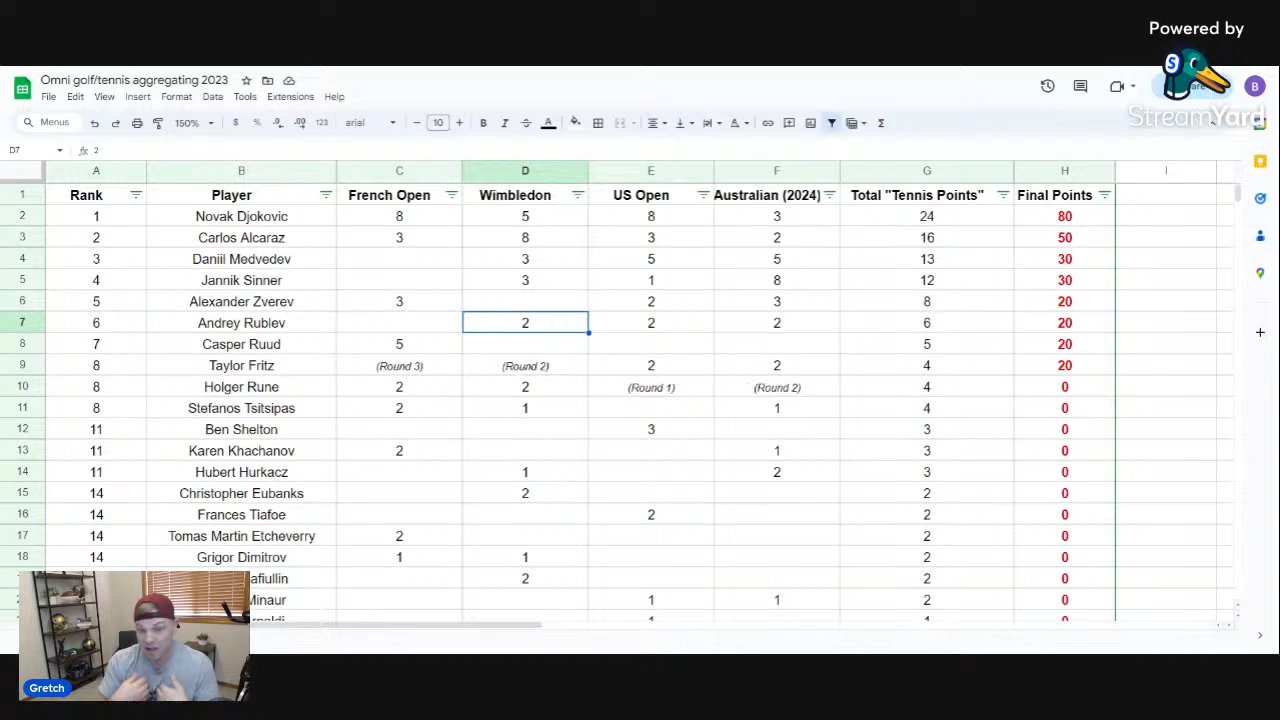 Powered by
StreamYard
Omni golf/tennis aggregating 2023
File Edit View Insert Format Data Tools Extensions Help
B
Menus 150% $ % .0 .00 123 arial 10 B I A Σ
D7 fx 2
A B C D E F G H I
1 Rank Player French Open Wimbledon US Open Australian (2024) Total "Tennis Points" Final Points
2 1 Novak Djokovic 8 5 8 3 24 80
3 2 Carlos Alcaraz 3 8 3 2 16 50
4 3 Daniil Medvedev 3 5 5 13 30
5 4 Jannik Sinner 3 1 8 12 30
6 5 Alexander Zverev 3 2 3 8 20
7 6 Andrey Rublev 2 2 2 6 20
8 7 Casper Ruud 5 5 20
9 8 Taylor Fritz (Round 3) (Round 2) 2 2 4 20
10 8 Holger Rune 2 2 (Round 1) (Round 2) 4 0
11 8 Stefanos Tsitsipas 2 1 1 4 0
12 11 Ben Shelton 3 3 0
13 11 Karen Khachanov 2 1 3 0
14 11 Hubert Hurkacz 1 2 3 0
15 14 Christopher Eubanks 2 2 0
16 14 Frances Tiafoe 2 2 0
17 14 Tomas Martin Etcheverry 2 2 0
18 14 Grigor Dimitrov 1 1 2 0
afiullin 2 2 0
Minaur 1 1 2 0
Gretch